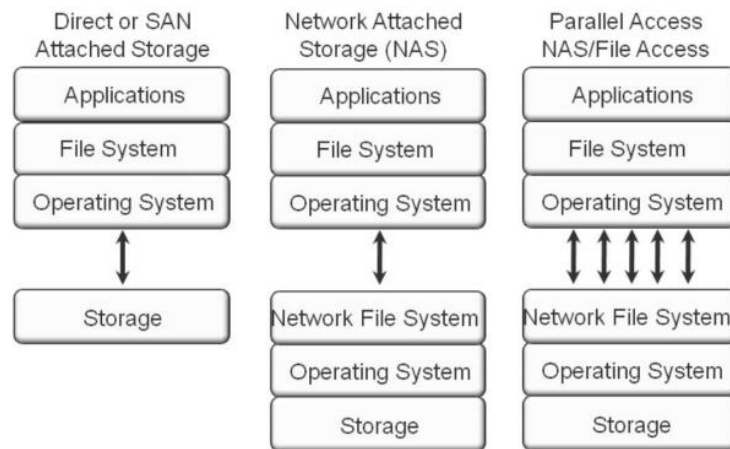 Direct or SAN
Attached Storage
Applications
File System
Operating System
Storage
Network Attached
Storage (NAS)
Applications
File System
Operating System
Network File System
Operating System
Storage
Parallel Access
NAS/File Access
Applications
File System
Operating System
Network File System
Operating System
Storage